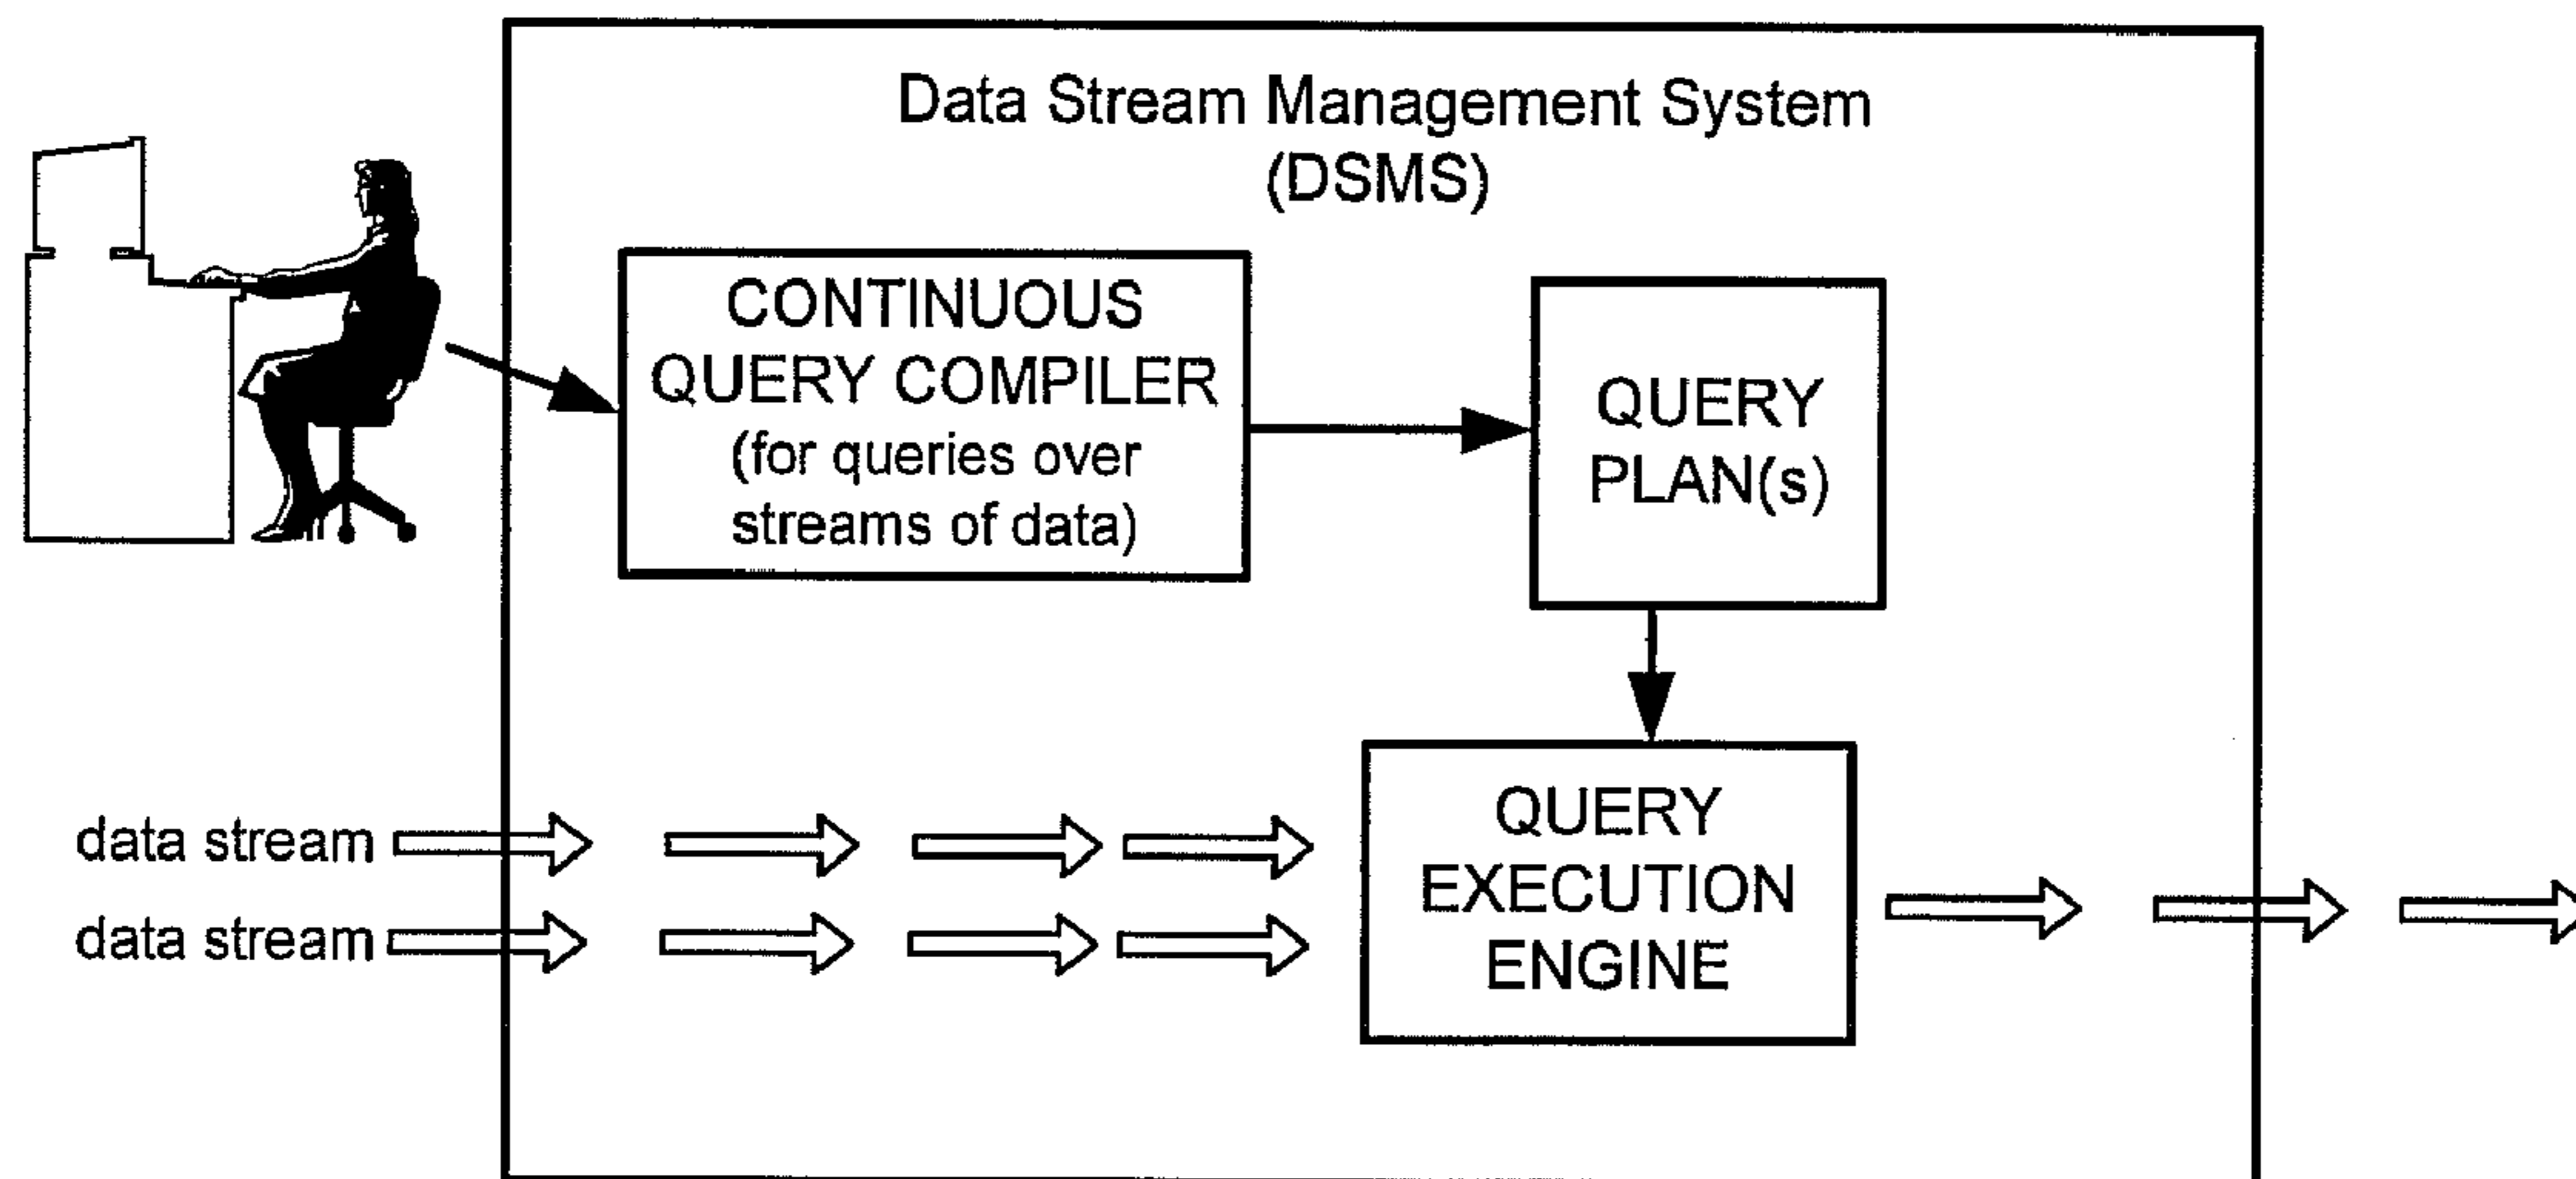 Data Stream Management System
(DSMS)
CONTINUOUS
QUERY COMPILER
(for queries over
streams of data)
QUERY
PLAN(s)
data stream
data stream
QUERY
EXECUTION
ENGINE